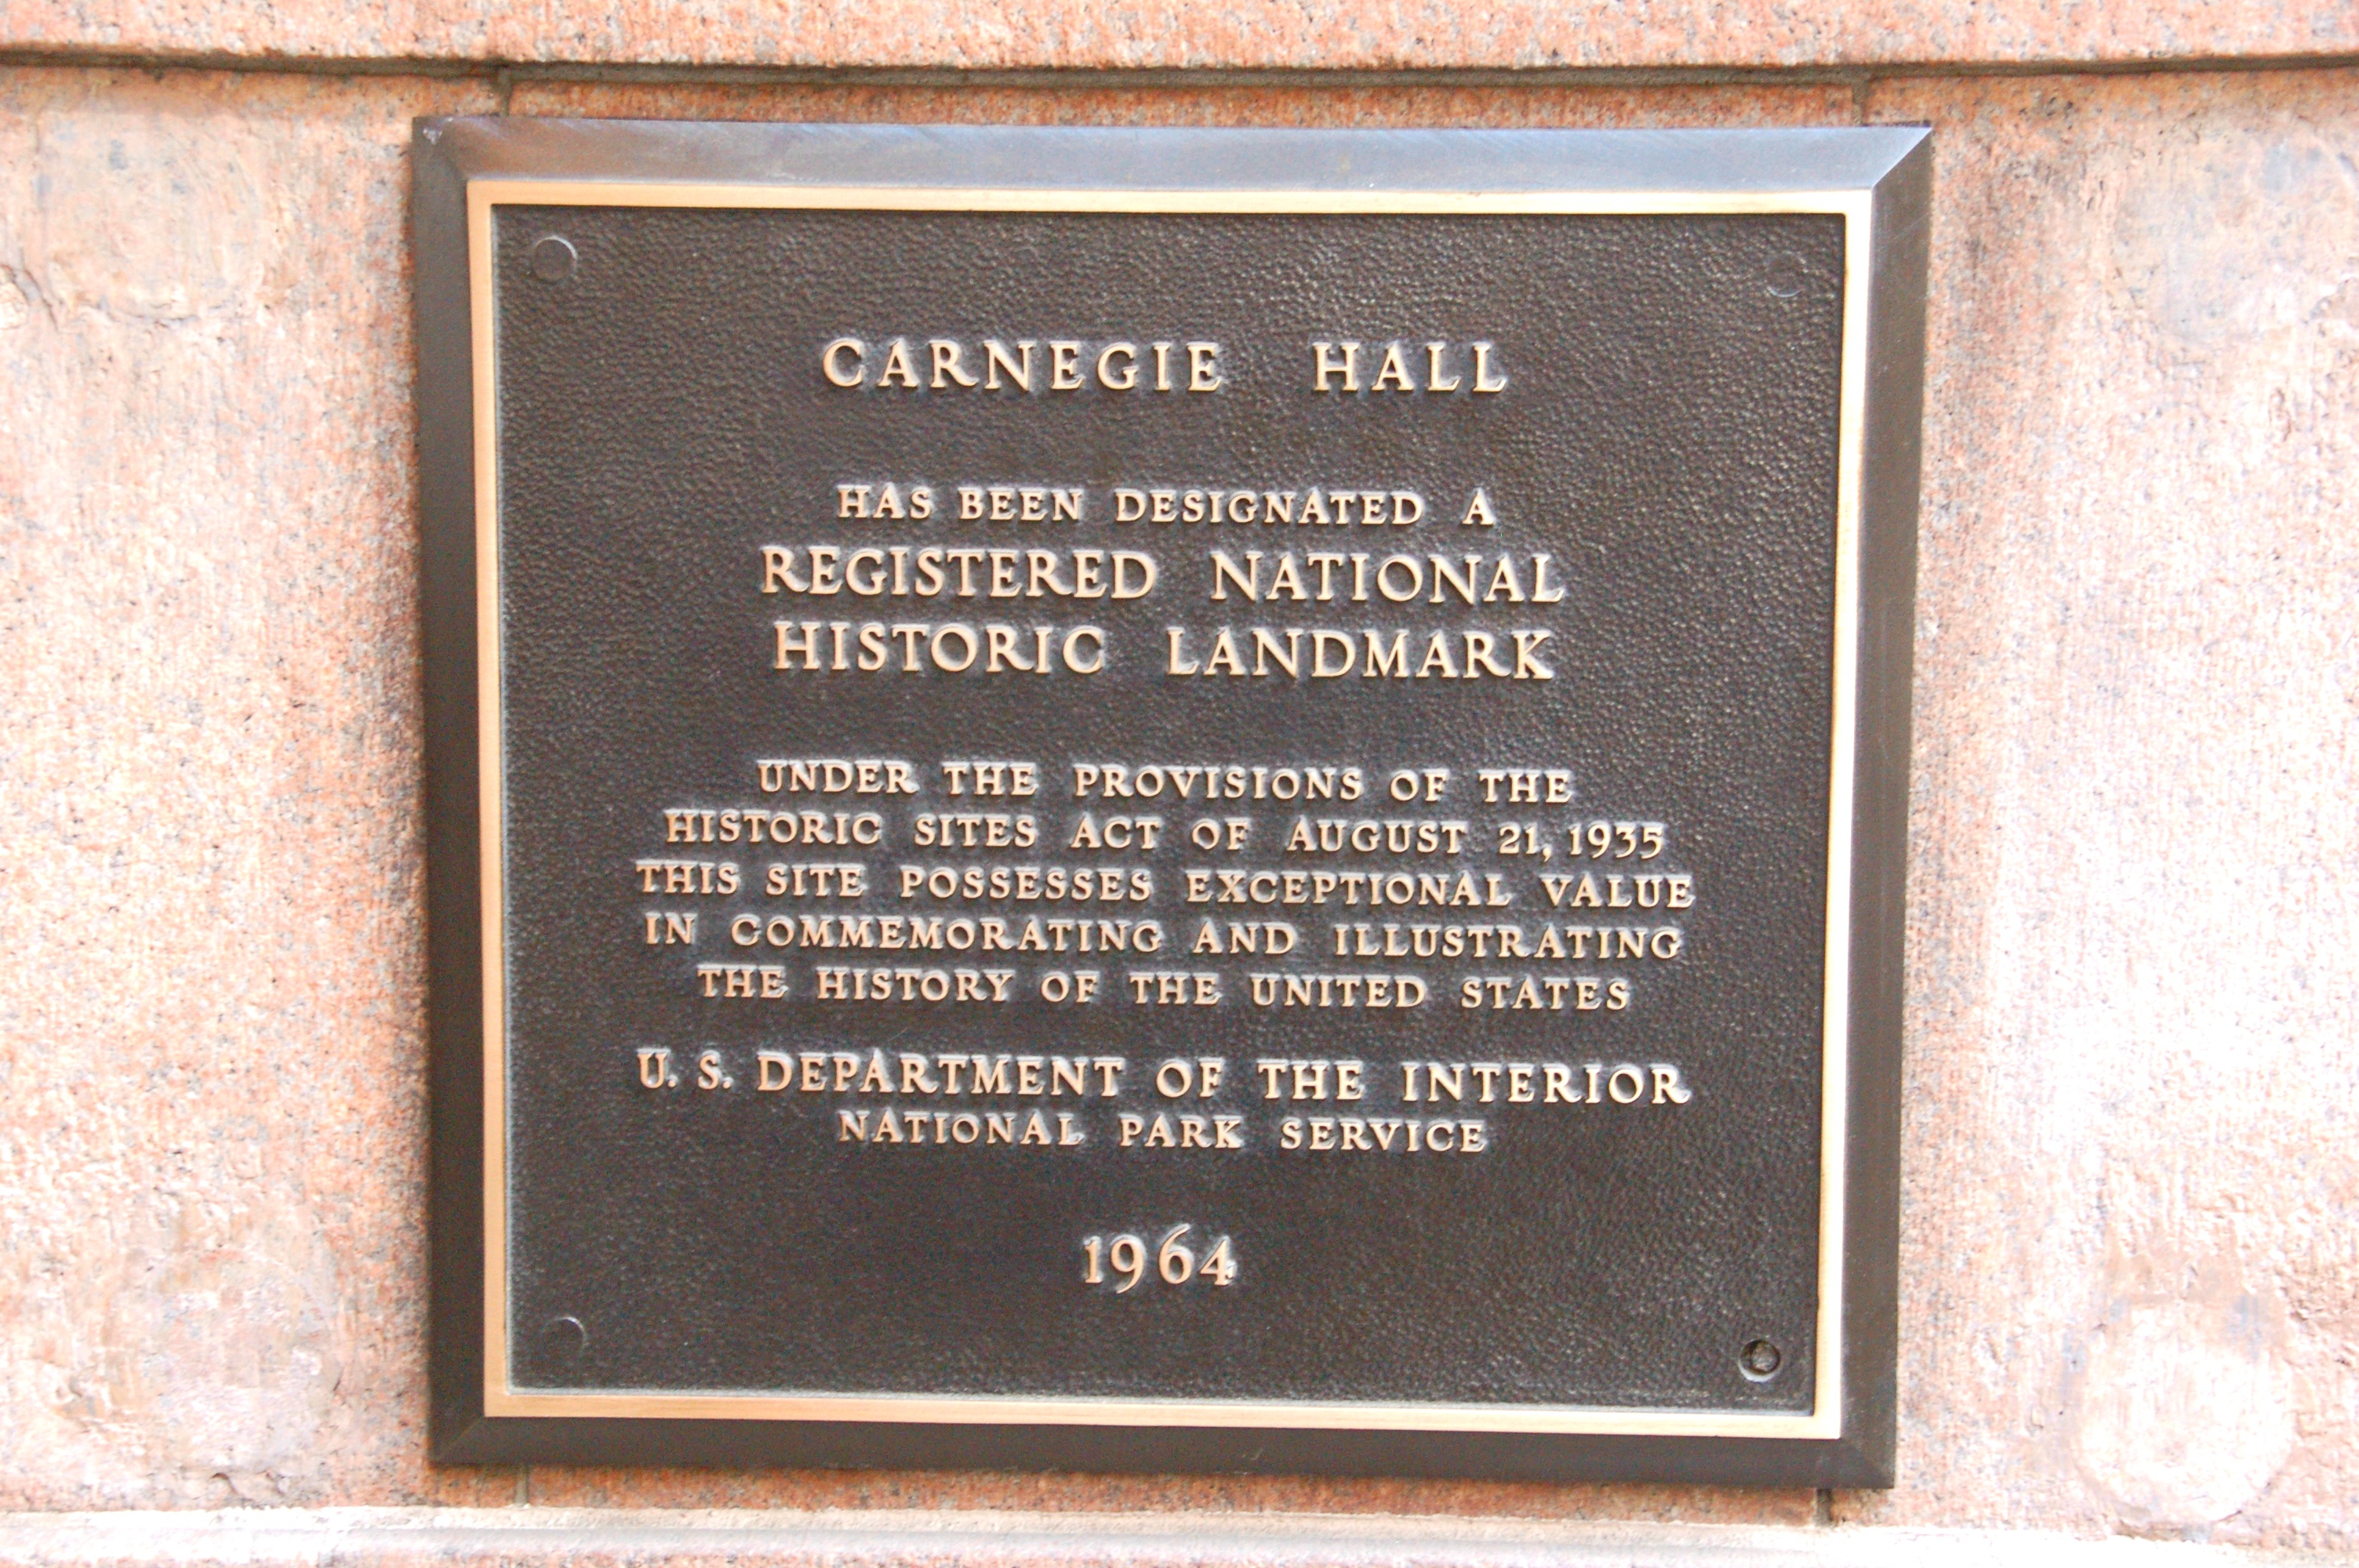 CARNEGIE HALL
HAS BEEN DESIGNATED A
REGISTERED NATIONAL
HISTORIC LANDMARK
UNDER THE PROVISIONS OF THE
HISTORIC SITES ACT OF AUGUST 21, 1935
THIS SITE POSSESSES EXCEPTIONAL VALUE
IN COMMEMORATING AND ILLUSTRATING
THE HISTORY OF THE UNITED STATES
U. S. DEPARTMENT OF THE INTERIOR
NATIONAL PARK SERVICE
1964